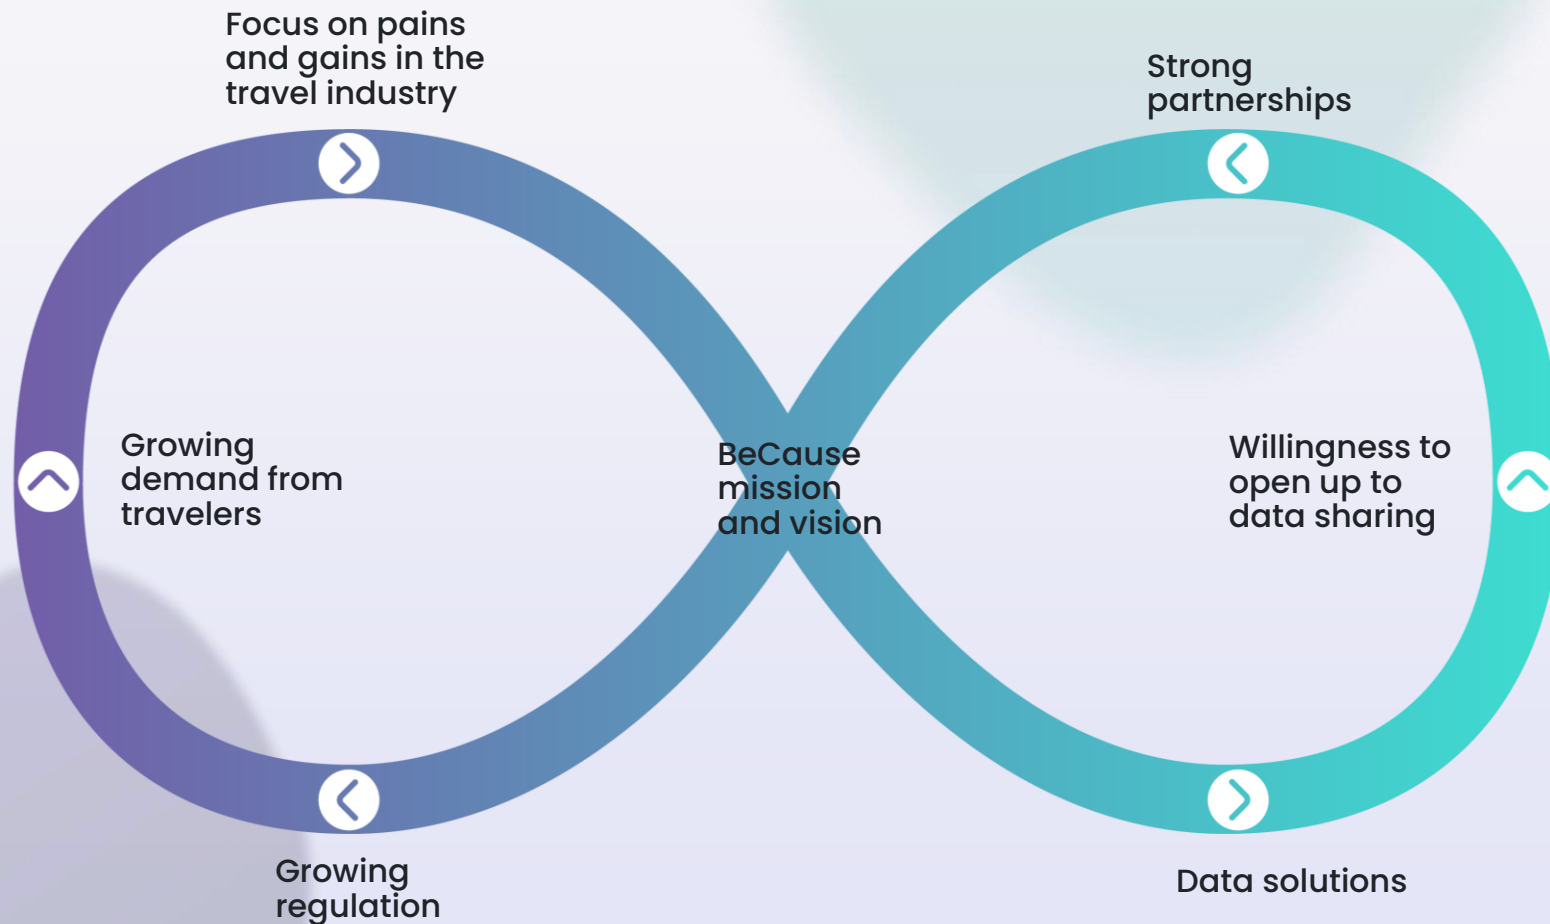 Focus on pains
and gains in the
travel industry
Strong
partnerships
Growing
demand from
travelers
BeCause
mission
and vision
Willingness to
open up to
data sharing
Growing
regulation
Data solutions